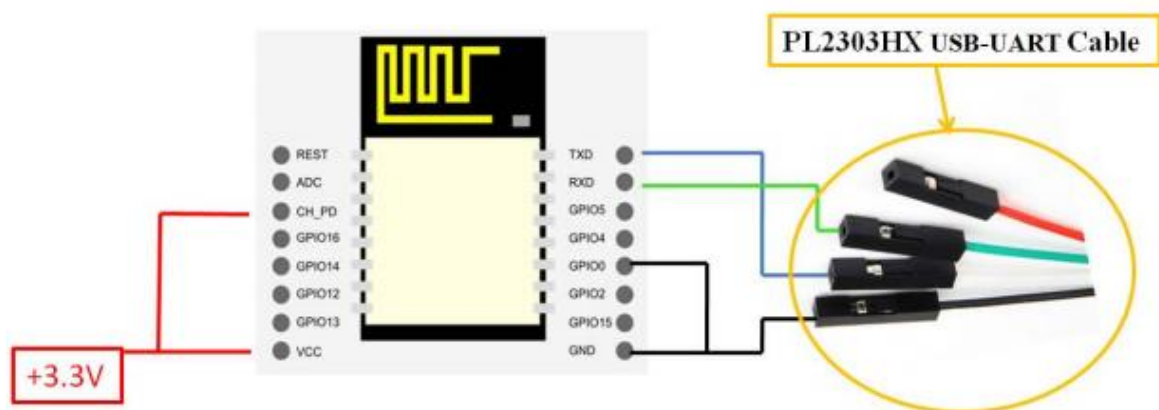 PL2303HX USB-UART Cable
REST
ADC
CH_PD
GPIO16
GPIO14
GPIO12
GPIO13
VCC
TXD
RXD
GPIO5
GPIO4
GPIO0
GPIO2
GPIO15
GND
+3.3V